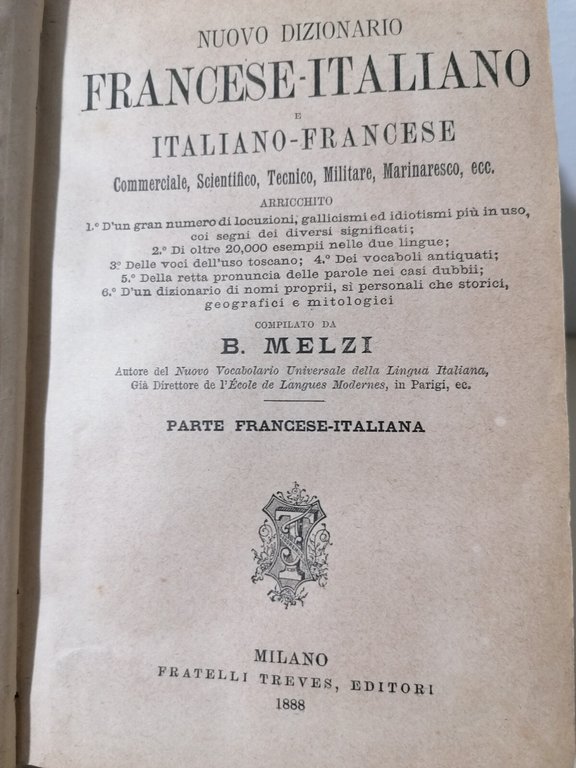 NUOVO DIZIONARIO
FRANCESE-ITALIANO
E
ITALIANO-FRANCESE
Commerciale, Scientifico, Tecnico, Militare, Marinaresco, ecc.
ARRICCHITO
1.º D'un gran numero di locuzioni, gallicismi ed idiotismi più in uso,
coi segni dei diversi significati;
2.º Di oltre 20,000 esempii nelle due lingue;
3.º Delle voci dell'uso toscano; 4.º Dei vocaboli antiquati;
5.º Della retta pronuncia delle parole nei casi dubbii;
6.º D'un dizionario di nomi proprii, si personali che storici,
geografici e mitologici
COMPILATO DA
B. MELZI
Autore del Nuovo Vocabolario Universale della Lingua Italiana,
Già Direttore de l'École de Langues Modernes, in Parigi, ec.
PARTE FRANCESE-ITALIANA
MILANO
FRATELLI TREVES, EDITORI
1888